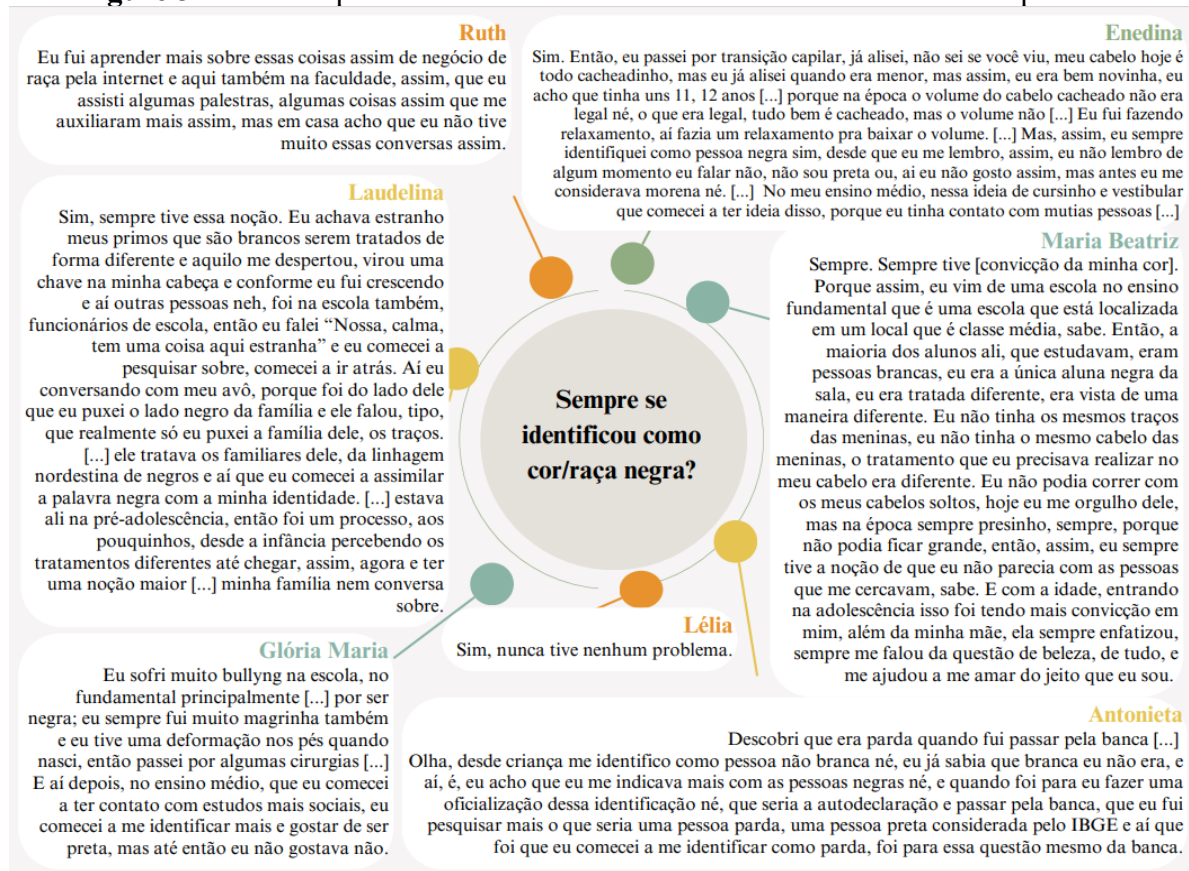 Ruth
Eu fui aprender mais sobre essas coisas assim de negócio de
raça pela internet e aqui também na faculdade, assim, que eu
assisti algumas palestras, algumas coisas assim que me
auxiliaram mais assim, mas em casa acho que eu não tive
muito essas conversas assim.
Enedina
Sim. Então, eu passei por transição capilar, já alisei, não sei se você viu, meu cabelo hoje é
todo cacheadinho, mas eu já alisei quando era menor, mas assim, eu era bem novinha, eu
acho que tinha uns 11, 12 anos [...] porque na época o volume do cabelo cacheado não era
legal né, o que era legal, tudo bem é cacheado, mas o volume não [...] Eu fui fazendo
relaxamento, aí fazia um relaxamento pra baixar o volume. [...] Mas, assim, eu sempre
identifiquei como pessoa negra sim, desde que eu me lembro, assim, eu não lembro de
algum momento eu falar não, não sou preta ou, ai eu não gosto assim, mas antes eu me
considerava morena né. [...] No meu ensino médio, nessa ideia de cursinho e vestibular
que comecei a ter ideia disso, porque eu tinha contato com mutias pessoas [...]
Laudelina
Sim, sempre tive essa noção. Eu achava estranho
meus primos que são brancos serem tratados de
forma diferente e aquilo me despertou, virou uma
chave na minha cabeça e conforme eu fui crescendo
e aí outras pessoas neh, foi na escola também,
funcionários de escola, então eu falei “Nossa, calma,
tem uma coisa aqui estranha” e eu comecei a
pesquisar sobre, comecei a ir atrás. Aí eu
conversando com meu avô, porque foi do lado dele
que eu puxei o lado negro da família e ele falou, tipo,
que realmente só eu puxei a família dele, os traços.
[...] ele tratava os familiares dele, da linhagem
nordestina de negros e aí que eu comecei a assimilar
a palavra negra com a minha identidade. [...] estava
ali na pré-adolescência, então foi um processo, aos
pouquinhos, desde a infância percebendo os
tratamentos diferentes até chegar, assim, agora e ter
uma noção maior [...] minha família nem conversa
sobre.
Maria Beatriz
Sempre. Sempre tive [convicção da minha cor].
Porque assim, eu vim de uma escola no ensino
fundamental que é uma escola que está localizada
em um local que é classe média, sabe. Então, a
maioria dos alunos ali, que estudavam, eram
pessoas brancas, eu era a única aluna negra da
sala, eu era tratada diferente, era vista de uma
maneira diferente. Eu não tinha os mesmos traços
das meninas, eu não tinha o mesmo cabelo das
meninas, o tratamento que eu precisava realizar no
meu cabelo era diferente. Eu não podia correr com
os meus cabelos soltos, hoje eu me orgulho dele,
mas na época sempre presinho, sempre, porque
não podia ficar grande, então, assim, eu sempre
tive a noção de que eu não parecia com as pessoas
que me cercavam, sabe. E com a idade, entrando
na adolescência isso foi tendo mais convicção em
mim, além da minha mãe, ela sempre enfatizou,
sempre me falou da questão de beleza, de tudo, e
me ajudou a me amar do jeito que eu sou.
Sempre se
identificou como
cor/raça negra?
Lélia
Sim, nunca tive nenhum problema.
Glória Maria
Eu sofri muito bullyng na escola, no
fundamental principalmente [...] por ser
negra; eu sempre fui muito magrinha também
e eu tive uma deformação nos pés quando
nasci, então passei por algumas cirurgias [...]
E aí depois, no ensino médio, que eu comecei
a ter contato com estudos mais sociais, eu
comecei a me identificar mais e gostar de ser
preta, mas até então eu não gostava não.
Antonieta
Descobri que era parda quando fui passar pela banca [...]
Olha, desde criança me identifico como pessoa não branca né, eu já sabia que branca eu não era, e
aí, é, eu acho que eu me indicava mais com as pessoas negras né, e quando foi para eu fazer uma
oficialização dessa identificação né, que seria a autodeclaração e passar pela banca, que eu fui
pesquisar mais o que seria uma pessoa parda, uma pessoa preta considerada pelo IBGE e aí que
foi que eu comecei a me identificar como parda, foi para essa questão mesmo da banca.